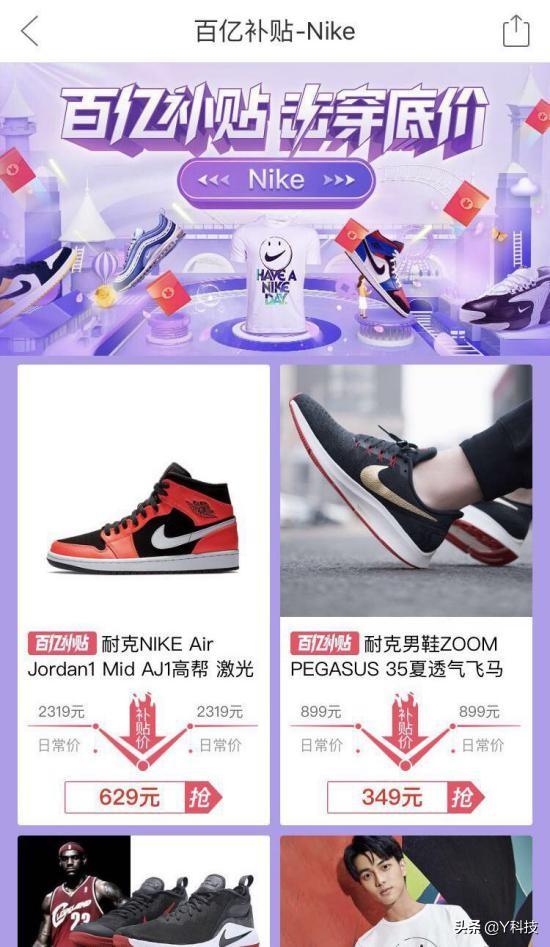 百亿补贴-Nike
百亿补贴 击穿底价
Nike
HAVE A
NIKE
DAY.
百亿补贴 耐克NIKE Air
Jordan1 Mid AJ1高帮 激光
2319元
补贴价
2319元
日常价
日常价
629元 抢
百亿补贴 耐克男鞋ZOOM
PEGASUS 35夏透气飞马
899元
补贴价
899元
日常价
日常价
349元 抢
23
头条 @Y科技